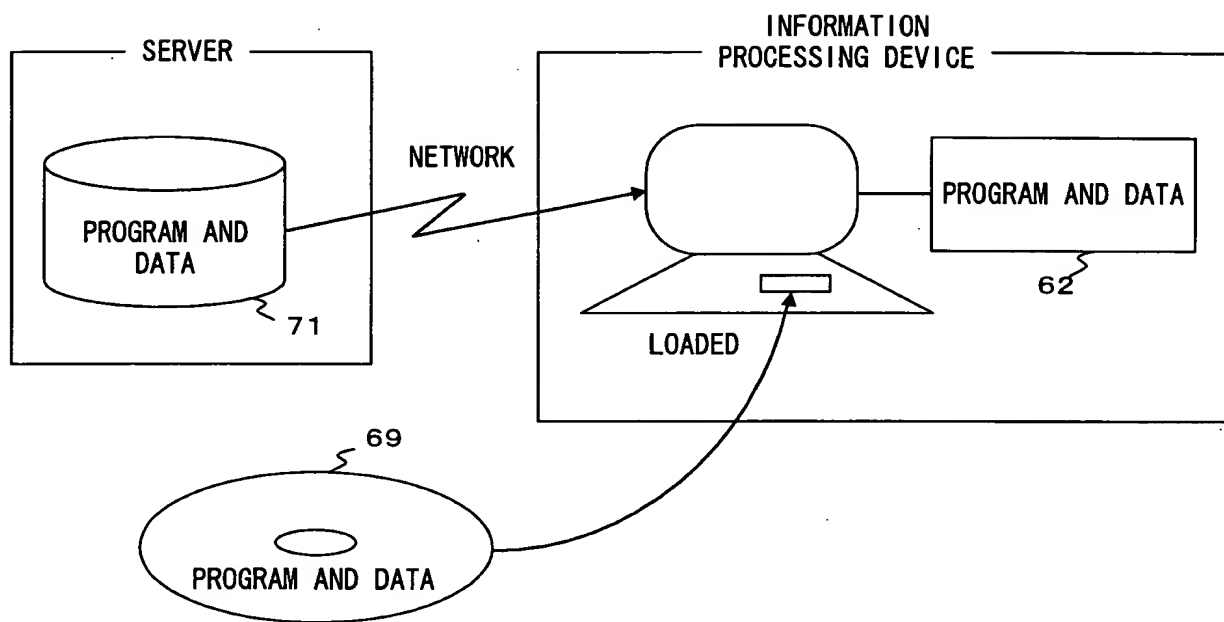 SERVER
PROGRAM AND
DATA
71
NETWORK
INFORMATION
PROCESSING DEVICE
PROGRAM AND DATA
62
LOADED
69
PROGRAM AND DATA